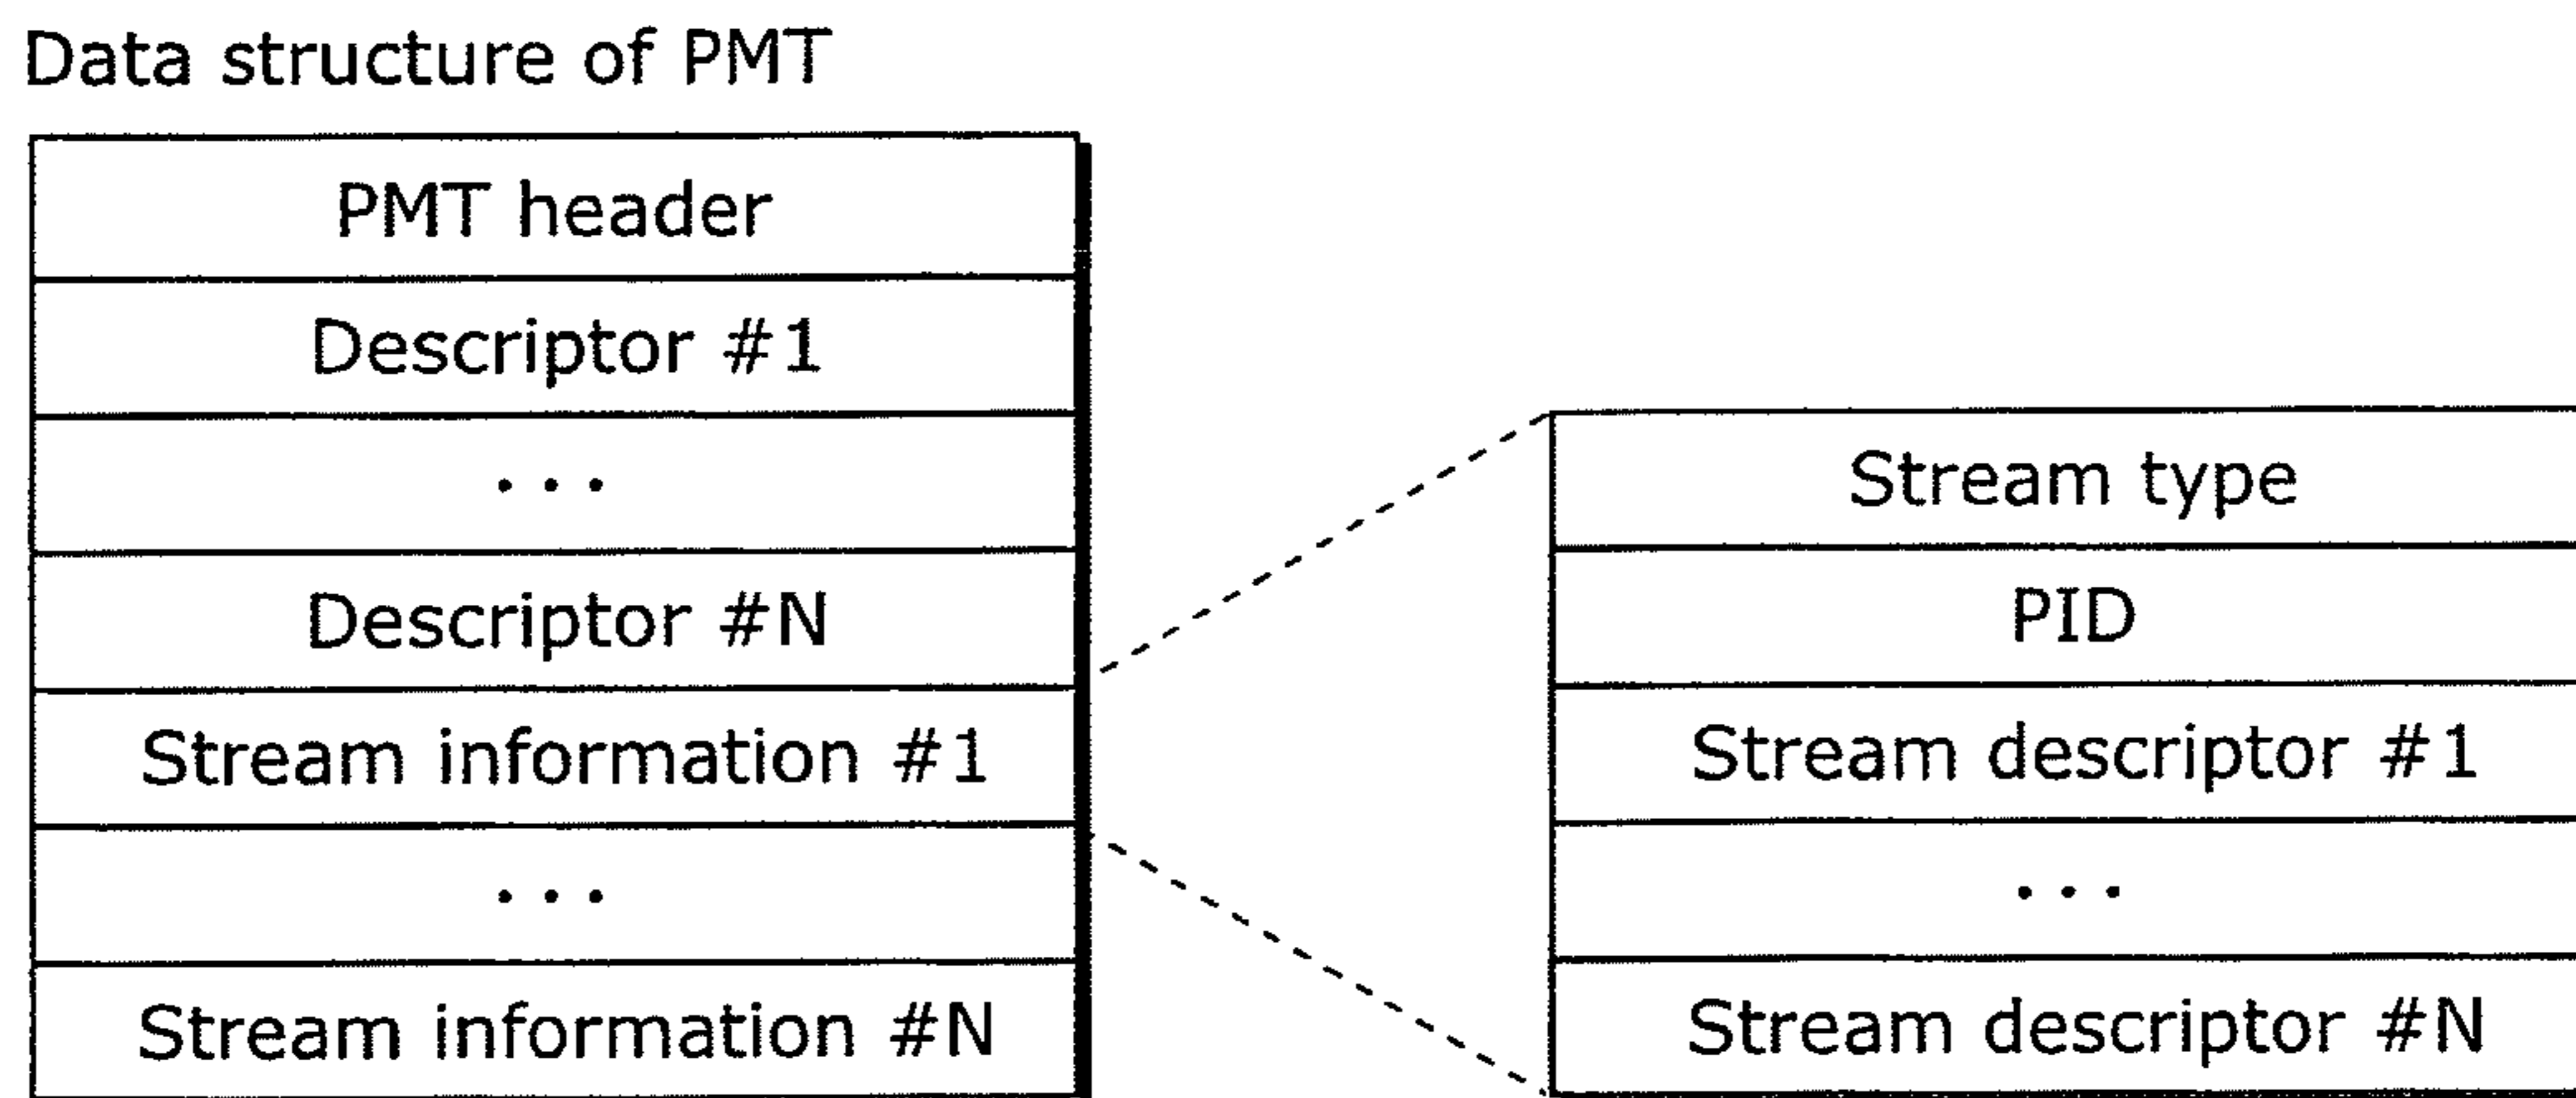 Data structure of PMT
PMT header
Descriptor #1
...
Descriptor #N
Stream information #1
...
Stream information #N
Stream type
PID
Stream descriptor #1
...
Stream descriptor #N